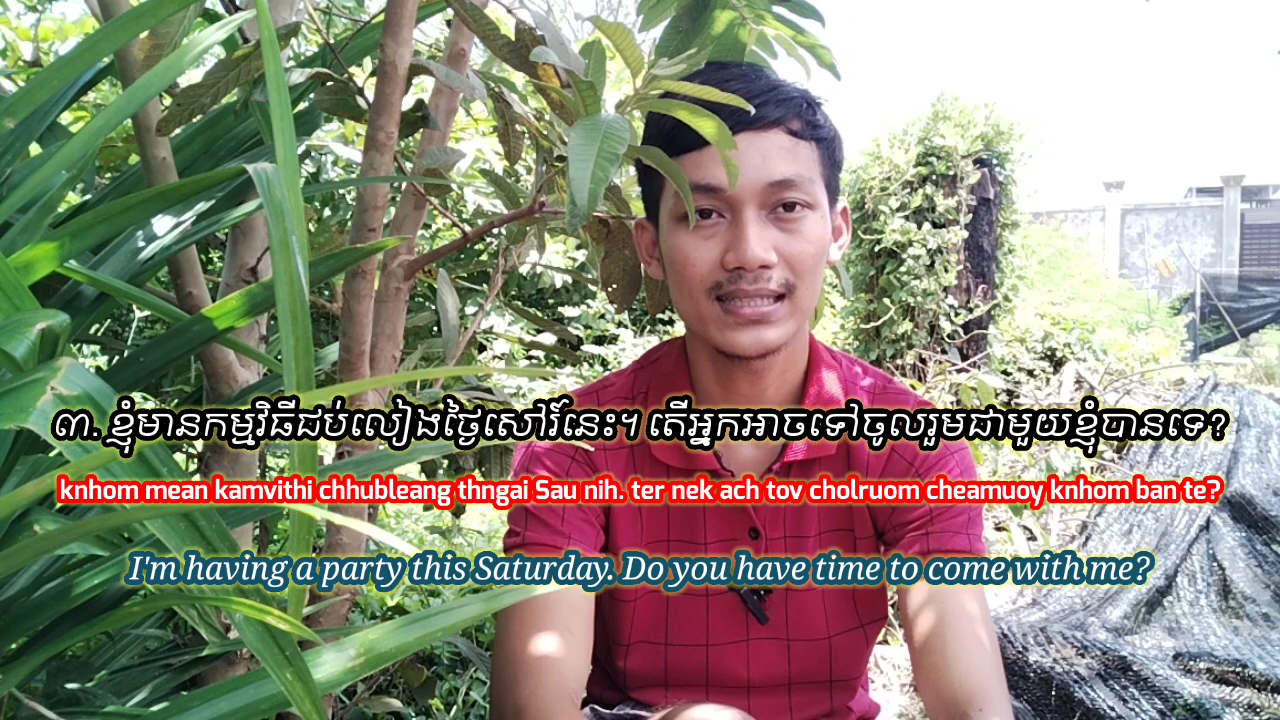 ៣. ខ្ញុំមានកម្មវិធីជប់លៀងថ្ងៃសៅរ៍នេះ។ តើអ្នកអាចទៅចូលរួមជាមួយខ្ញុំបានទេ?
knhom mean kamvithi chhubleang thngai Sau nih. ter nek ach tov cholruom cheamuoy knhom ban te?
I'm having a party this Saturday. Do you have time to come with me?